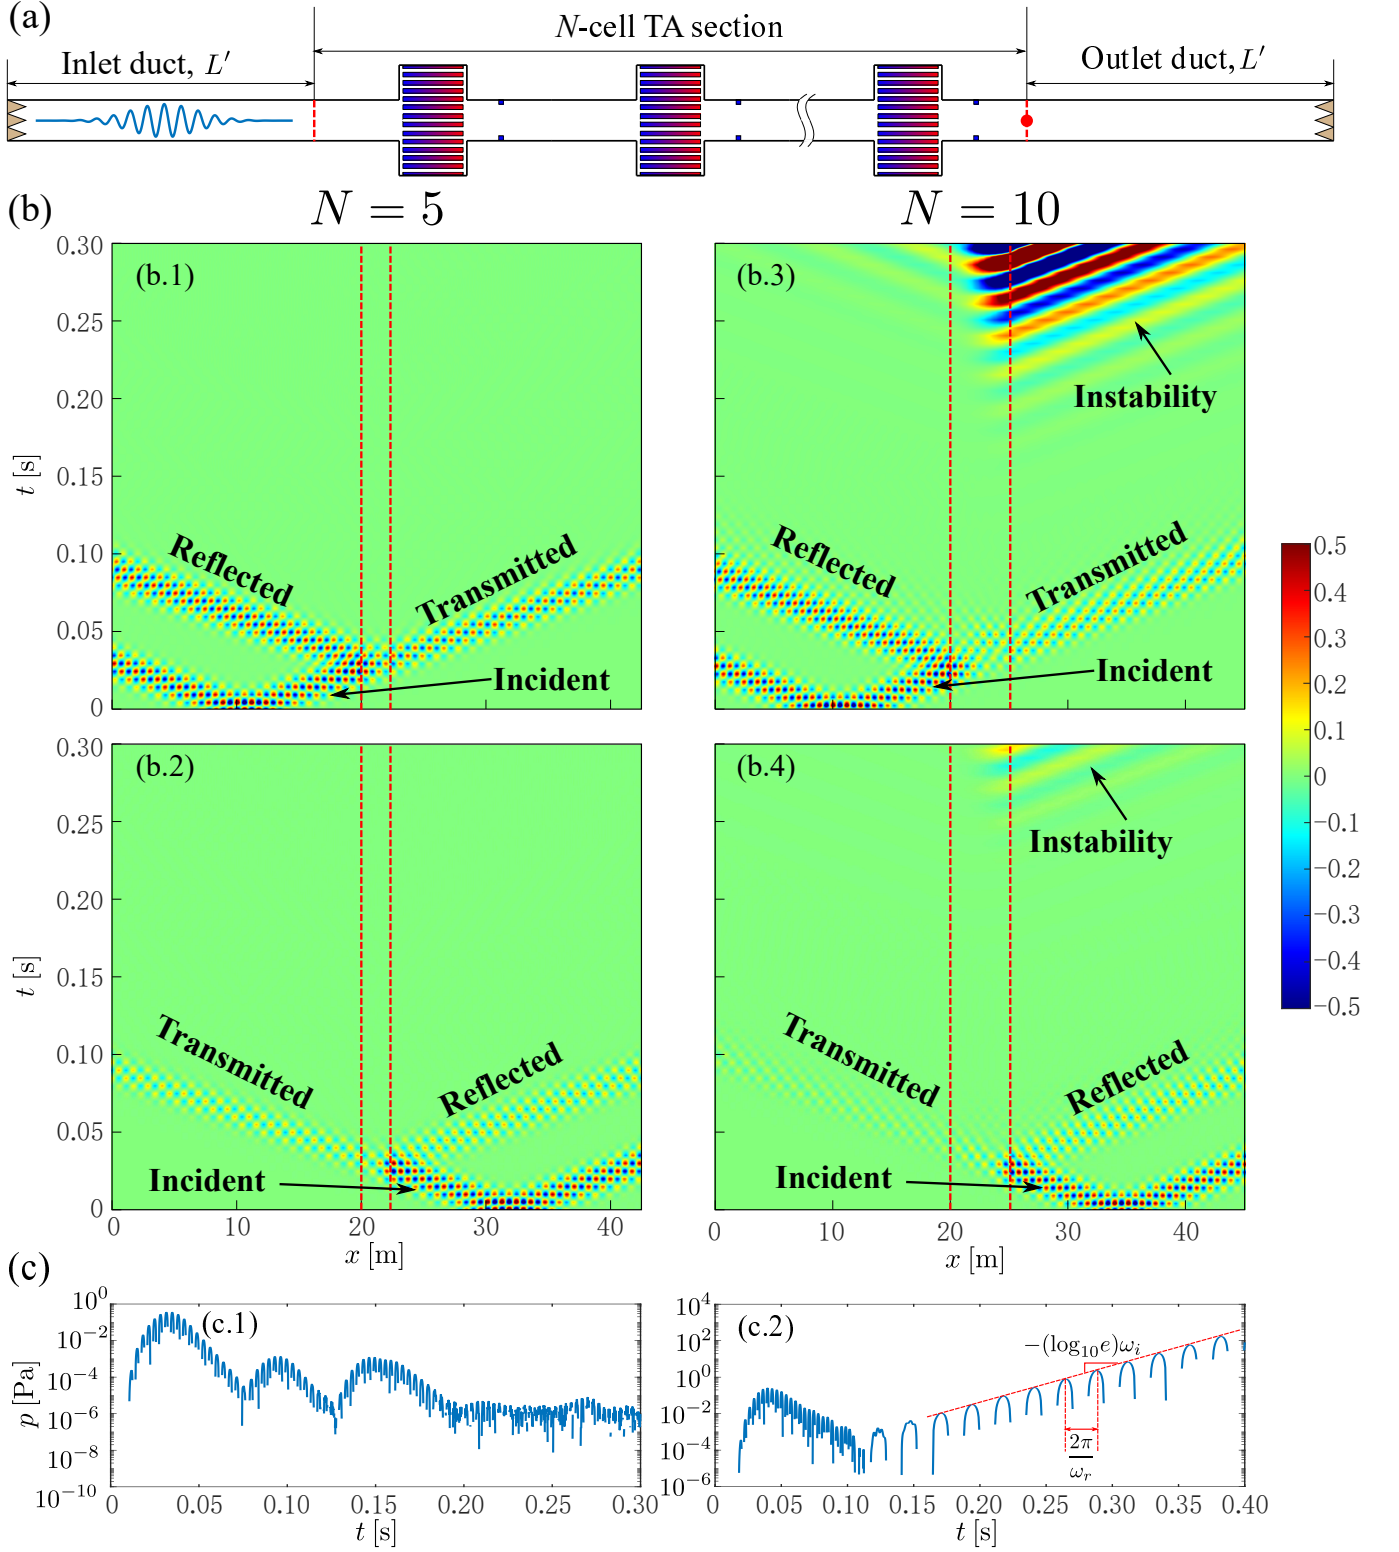 (a)
N-cell TA section
Inlet duct, L′
Outlet duct, L′
(b)
N = 5
N = 10
(b.1)
0.30
0.25
0.20
0.15
0.10
0.05
0
t [s]
Reflected
Transmitted
Incident
(b.3)
Instability
Reflected
Transmitted
Incident
(b.2)
0.30
0.25
0.20
0.15
0.10
0.05
0
t [s]
Transmitted
Reflected
Incident
0
10
20
30
40
x [m]
(b.4)
Instability
Transmitted
Reflected
Incident
0
10
20
30
40
x [m]
0.5
0.4
0.3
0.2
0.1
0
−0.1
−0.2
−0.3
−0.4
−0.5
(c)
(c.1)
10^0
10^−2
10^−4
10^−6
10^−8
10^−10
p [Pa]
0
0.05
0.10
0.15
0.20
0.25
0.30
t [s]
(c.2)
10^4
10^2
10^0
10^−2
10^−4
10^−6
−(log₁₀e)ω_i
2π
ω_r
0
0.05
0.10
0.15
0.20
0.25
0.30
0.35
0.40
t [s]